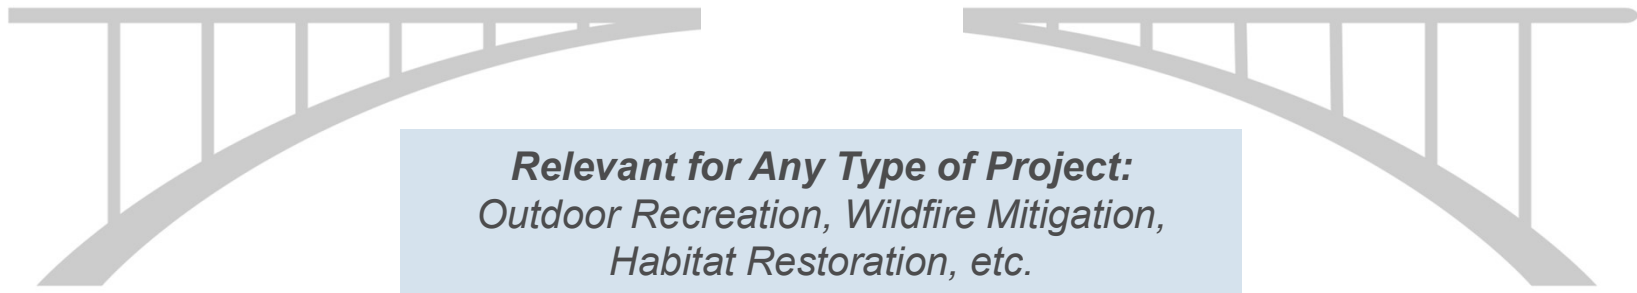 Relevant for Any Type of Project:
Outdoor Recreation, Wildfire Mitigation,
Habitat Restoration, etc.